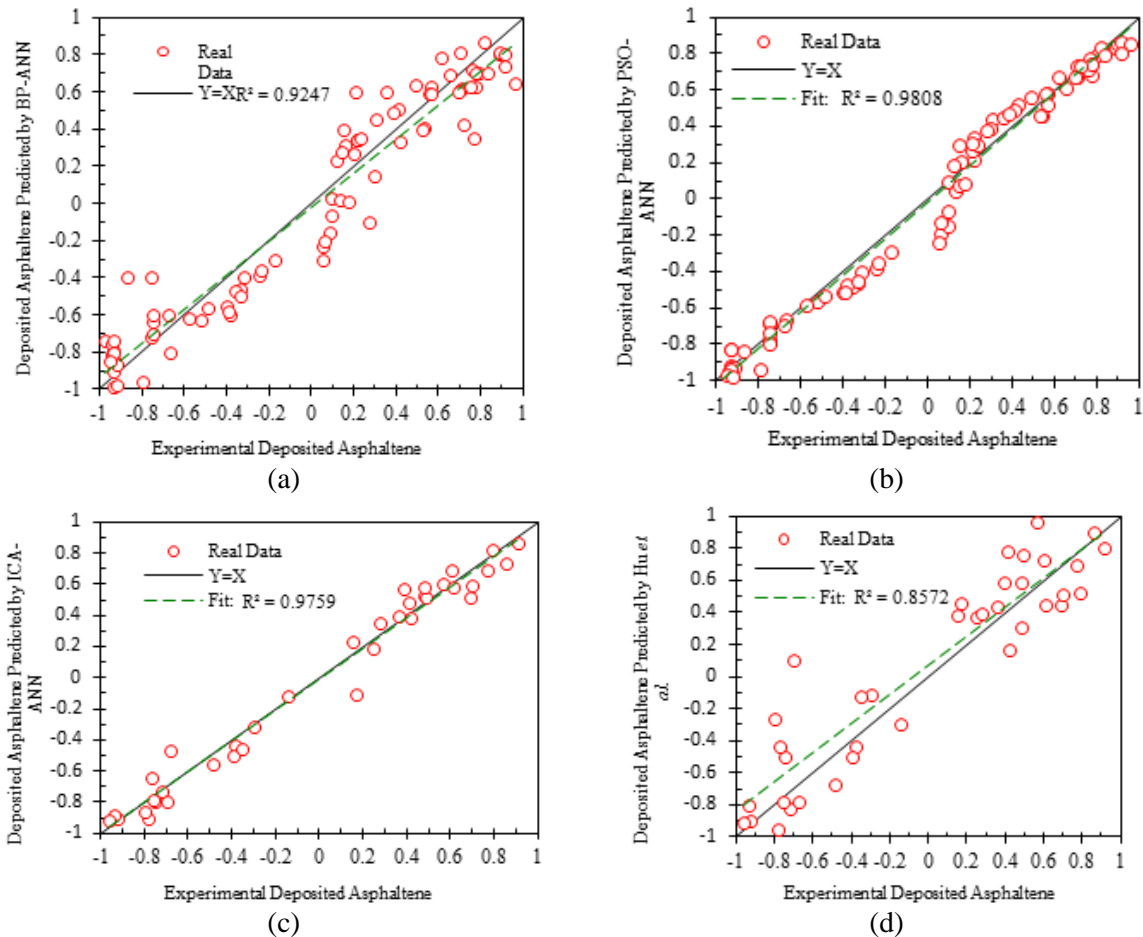 Deposited Asphaltene Predicted by BP-ANN
1
0.8
0.6
0.4
0.2
0
-0.2
-0.4
-0.6
-0.8
-1
Real
Data
Y=X R² = 0.9247
-1 -0.8 -0.6 -0.4 -0.2 0 0.2 0.4 0.6 0.8 1
Experimental Deposited Asphaltene
(a)
Deposited Asphaltene Predicted by PSO-
ANN
1
0.8
0.6
0.4
0.2
0
-0.2
-0.4
-0.6
-0.8
-1
Real Data
Y=X
Fit: R² = 0.9808
-1 -0.8 -0.6 -0.4 -0.2 0 0.2 0.4 0.6 0.8 1
Experimental Deposited Asphaltene
(b)
Deposited Asphaltene Predicted by ICA-
ANN
1
0.8
0.6
0.4
0.2
0
-0.2
-0.4
-0.6
-0.8
-1
Real Data
Y=X
Fit: R² = 0.9759
-1 -0.8 -0.6 -0.4 -0.2 0 0.2 0.4 0.6 0.8 1
Experimental Deposited Asphaltene
(c)
Deposited Asphaltene Predicted by Hu et
al.
1
0.8
0.6
0.4
0.2
0
-0.2
-0.4
-0.6
-0.8
-1
Real Data
Y=X
Fit: R² = 0.8572
-1 -0.8 -0.6 -0.4 -0.2 0 0.2 0.4 0.6 0.8 1
Experimental Deposited Asphaltene
(d)